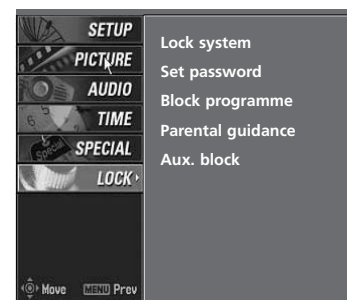 SETUP
PICTURE
AUDIO
TIME
SPECIAL
LOCK
Move MENU Prev
Lock system
Set password
Block programme
Parental guidance
Aux. block